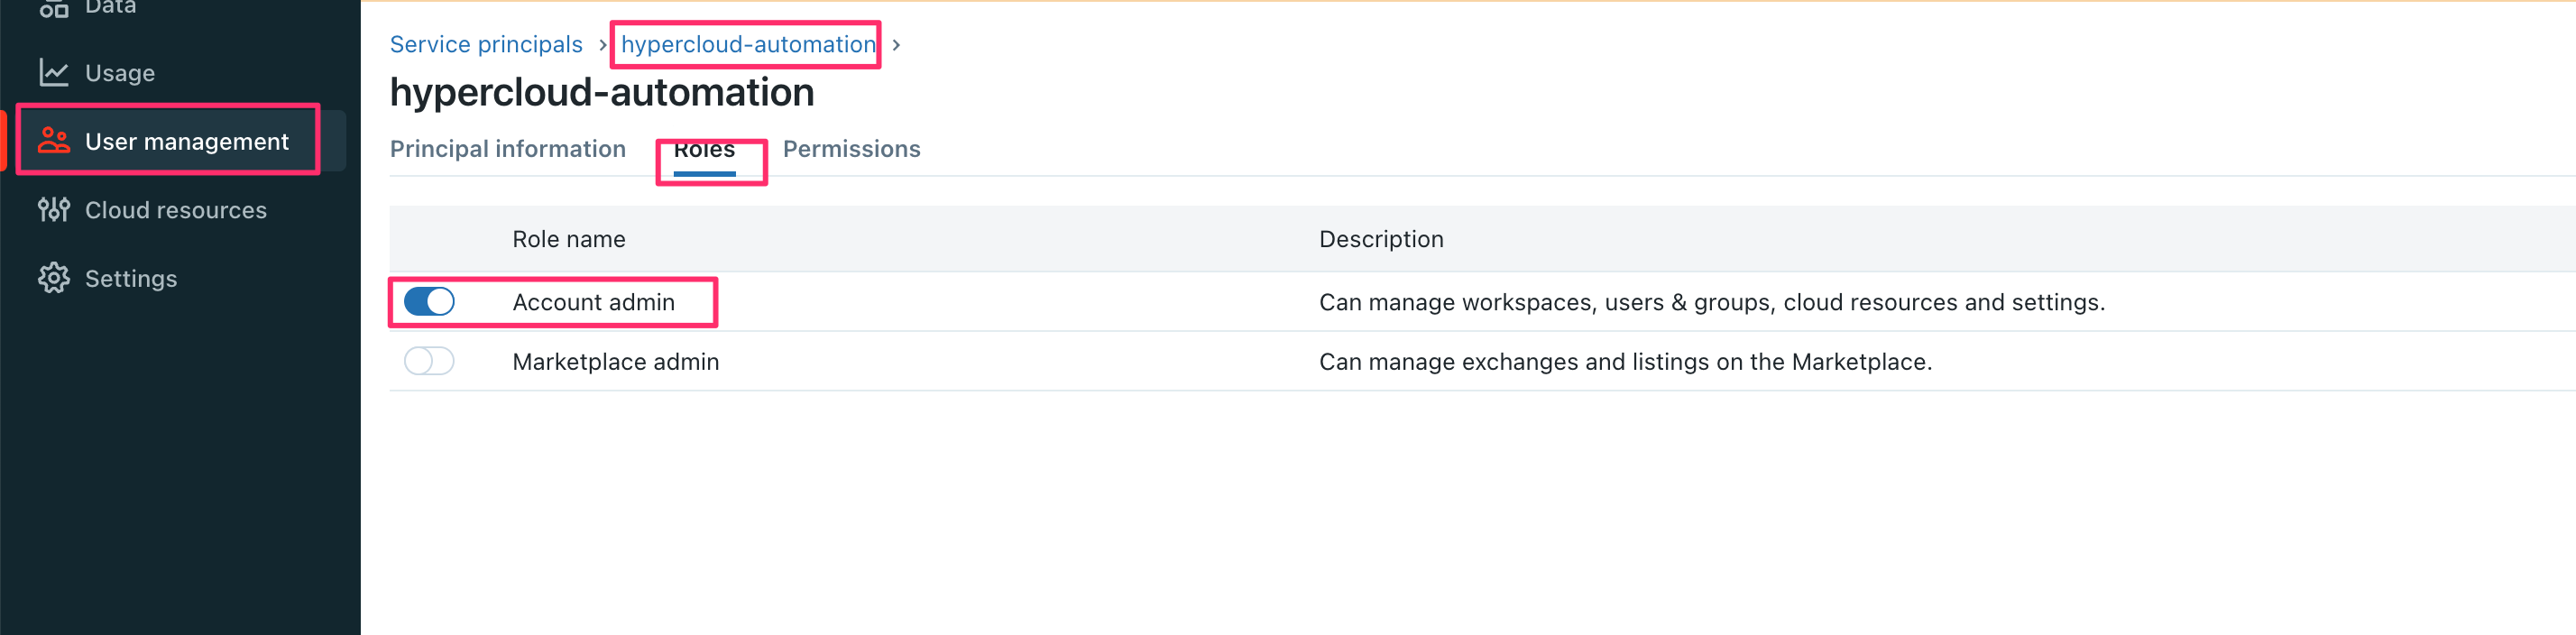 Data
Usage
User management
Cloud resources
Settings
Service principals › hypercloud-automation ›
hypercloud-automation
Principal information Roles Permissions
Role name Description
Account admin Can manage workspaces, users & groups, cloud resources and settings.
Marketplace admin Can manage exchanges and listings on the Marketplace.